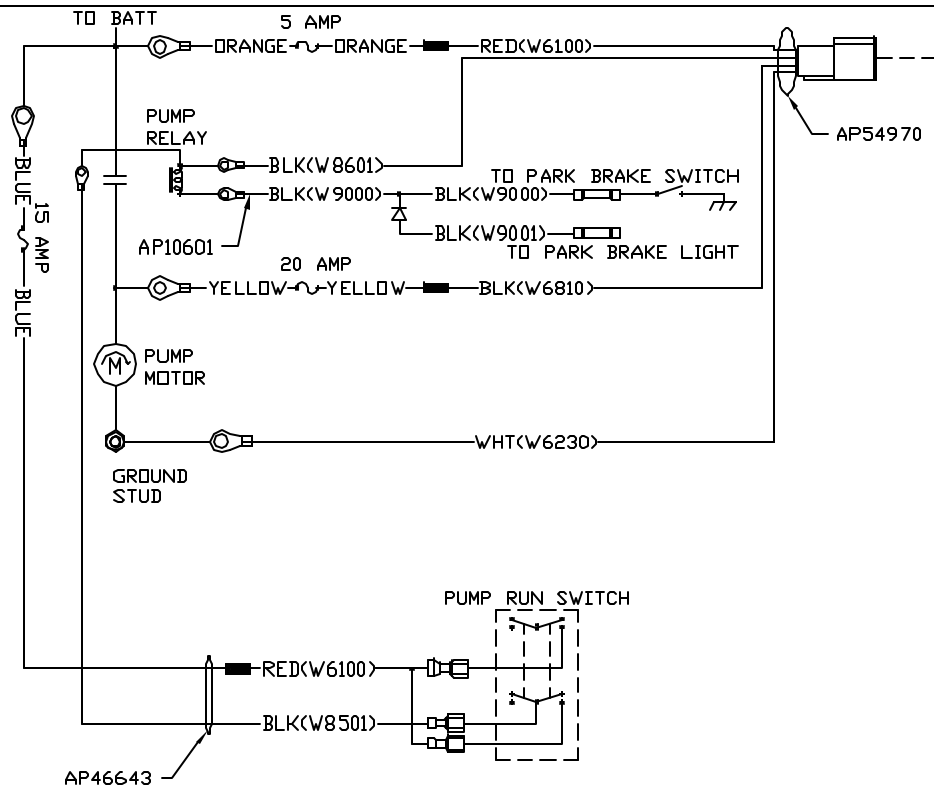 TO BATT
5 AMP
ORANGE ORANGE RED(W6100)
AP54970
PUMP
RELAY
BLK(W8601)
BLK(W9000) BLK(W9000)
TO PARK BRAKE SWITCH
BLK(W9001)
TO PARK BRAKE LIGHT
AP10601
BLUE
15 AMP
BLUE
20 AMP
YELLOW YELLOW BLK(W6810)
M
PUMP
MOTOR
WHT(W6230)
GROUND
STUD
PUMP RUN SWITCH
RED(W6100)
BLK(W8501)
AP46643